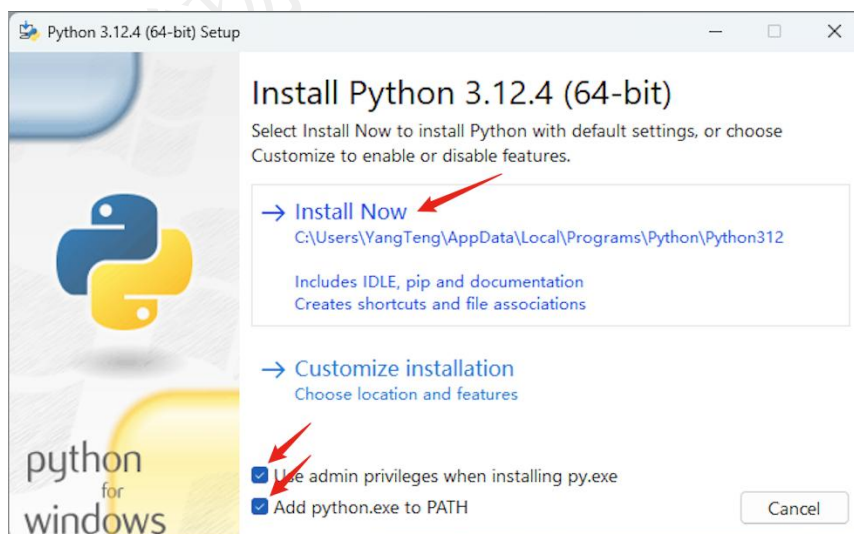 Python 3.12.4 (64-bit) Setup
Install Python 3.12.4 (64-bit)
Select Install Now to install Python with default settings, or choose
Customize to enable or disable features.
Install Now
C:\Users\YangTeng\AppData\Local\Programs\Python\Python312
Includes IDLE, pip and documentation
Creates shortcuts and file associations
Customize installation
Choose location and features
Use admin privileges when installing py.exe
Add python.exe to PATH
Cancel
python
for
windows